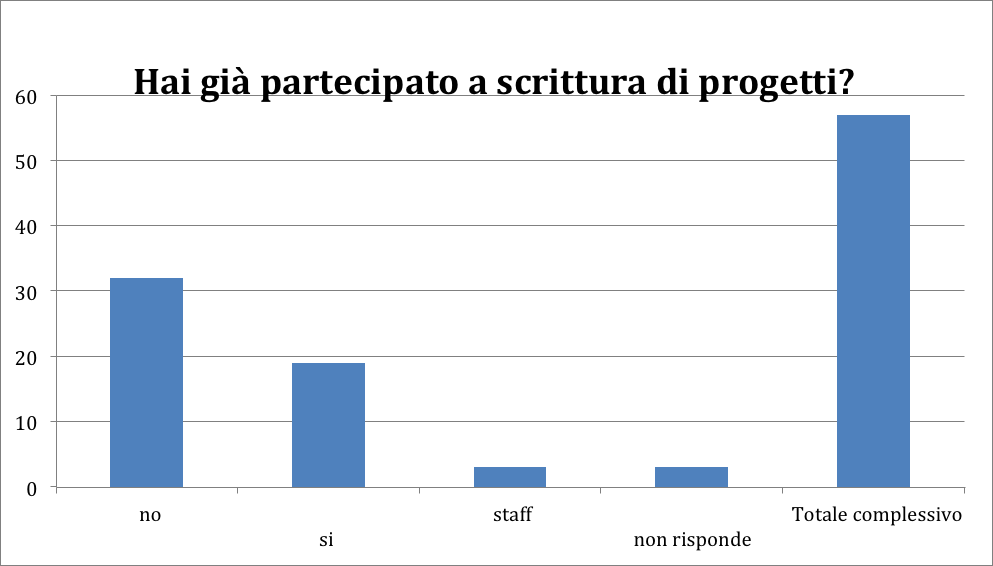 Hai già partecipato a scrittura di progetti?
60
50
40
30
20
10
0
no
si
staff
non risponde
Totale complessivo